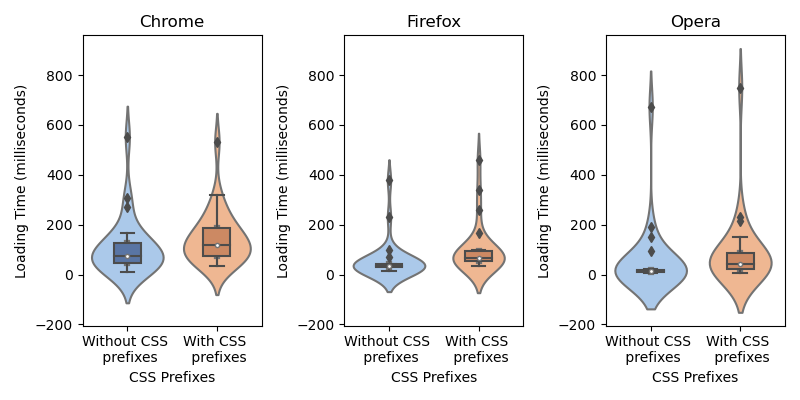 Chrome
Firefox
Opera
Loading Time (milliseconds)
800
600
400
200
0
−200
Without CSS
prefixes
With CSS
prefixes
CSS Prefixes
Loading Time (milliseconds)
800
600
400
200
0
−200
Without CSS
prefixes
With CSS
prefixes
CSS Prefixes
Loading Time (milliseconds)
800
600
400
200
0
−200
Without CSS
prefixes
With CSS
prefixes
CSS Prefixes